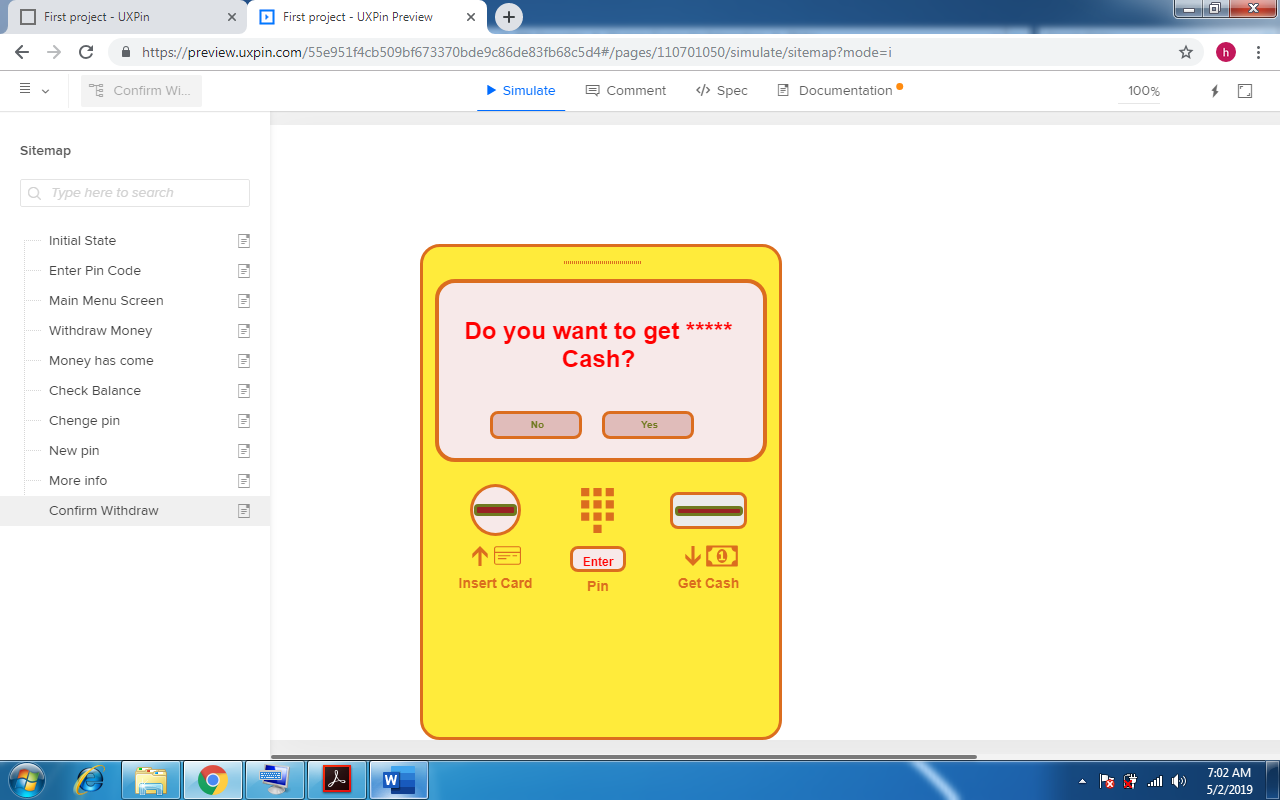 First project - UXPin
First project - UXPin Preview
https://preview.uxpin.com/55e951f4cb509bf673370bde9c86de83fb68c5d4#/pages/110701050/simulate/sitemap?mode=i
h
Confirm Wi...
Simulate
Comment
Spec
Documentation
100%
Sitemap
Type here to search
Initial State
Enter Pin Code
Main Menu Screen
Withdraw Money
Money has come
Check Balance
Chenge pin
New pin
More info
Confirm Withdraw
Do you want to get *****
Cash?
No
Yes
1
Enter
Insert Card
Pin
Get Cash
7:02 AM
5/2/2019